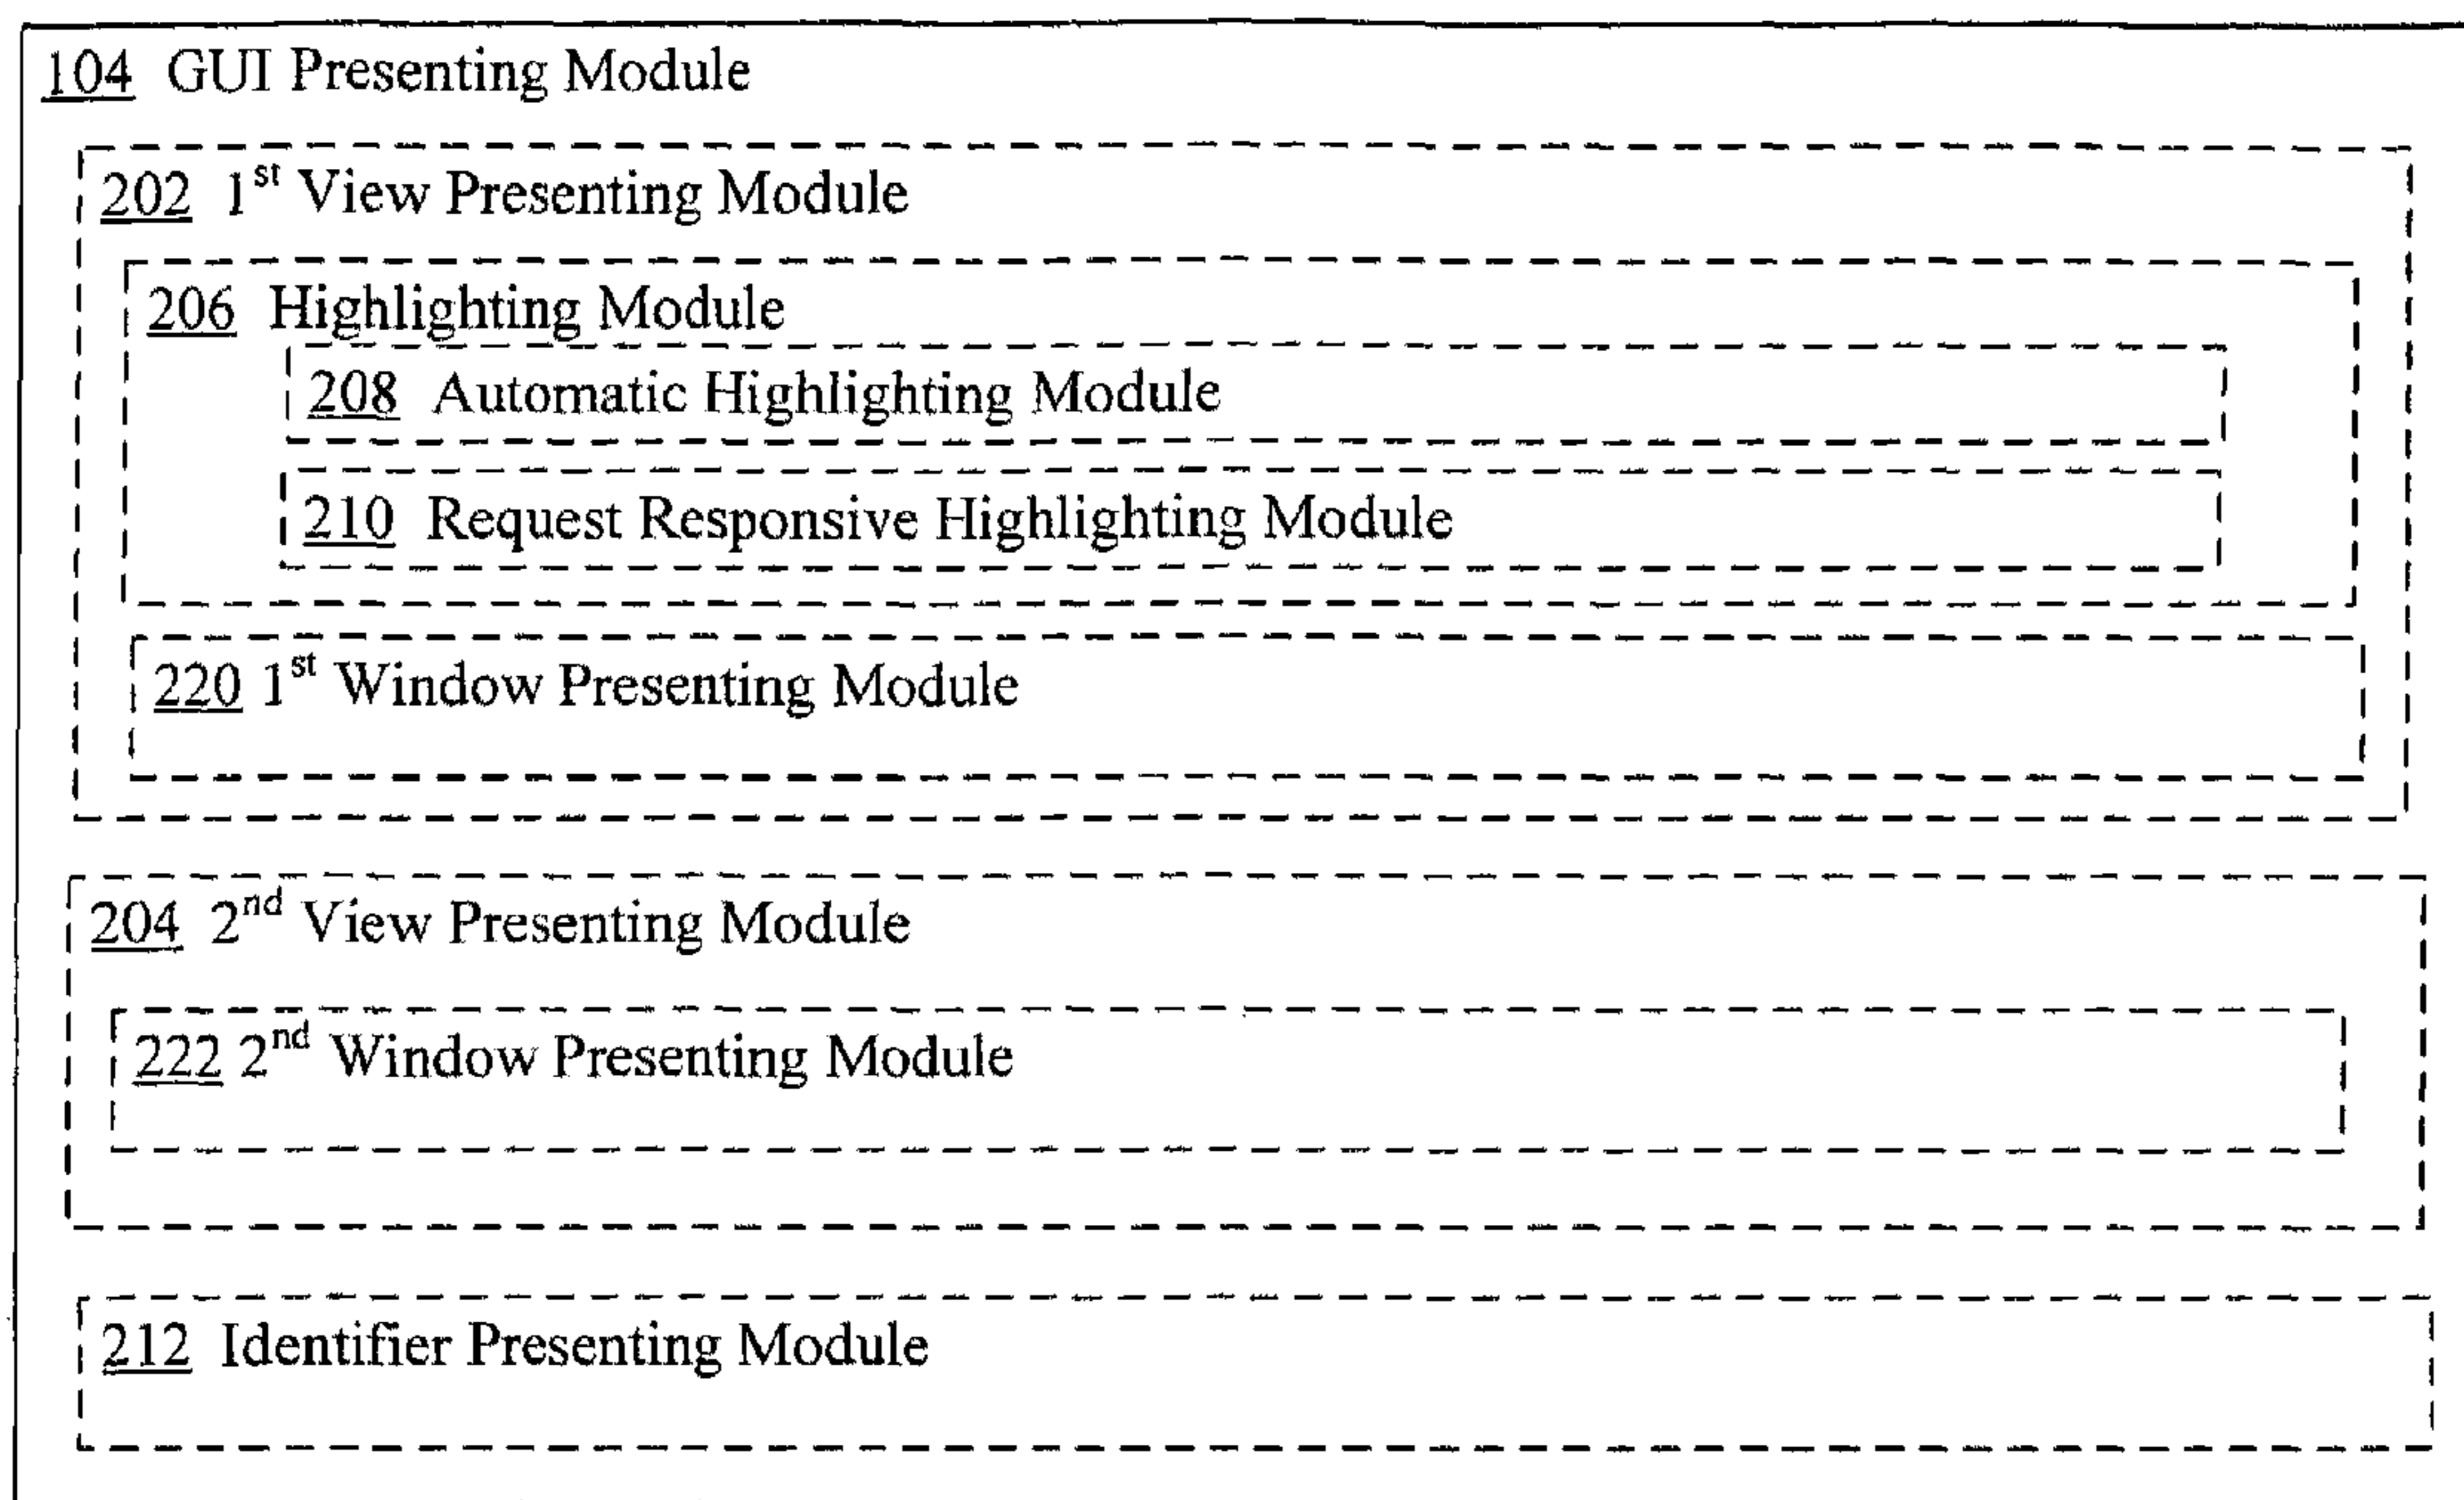 104 GUI Presenting Module
202 1st View Presenting Module
206 Highlighting Module
208 Automatic Highlighting Module
210 Request Responsive Highlighting Module
220 1st Window Presenting Module
204 2nd View Presenting Module
222 2nd Window Presenting Module
212 Identifier Presenting Module